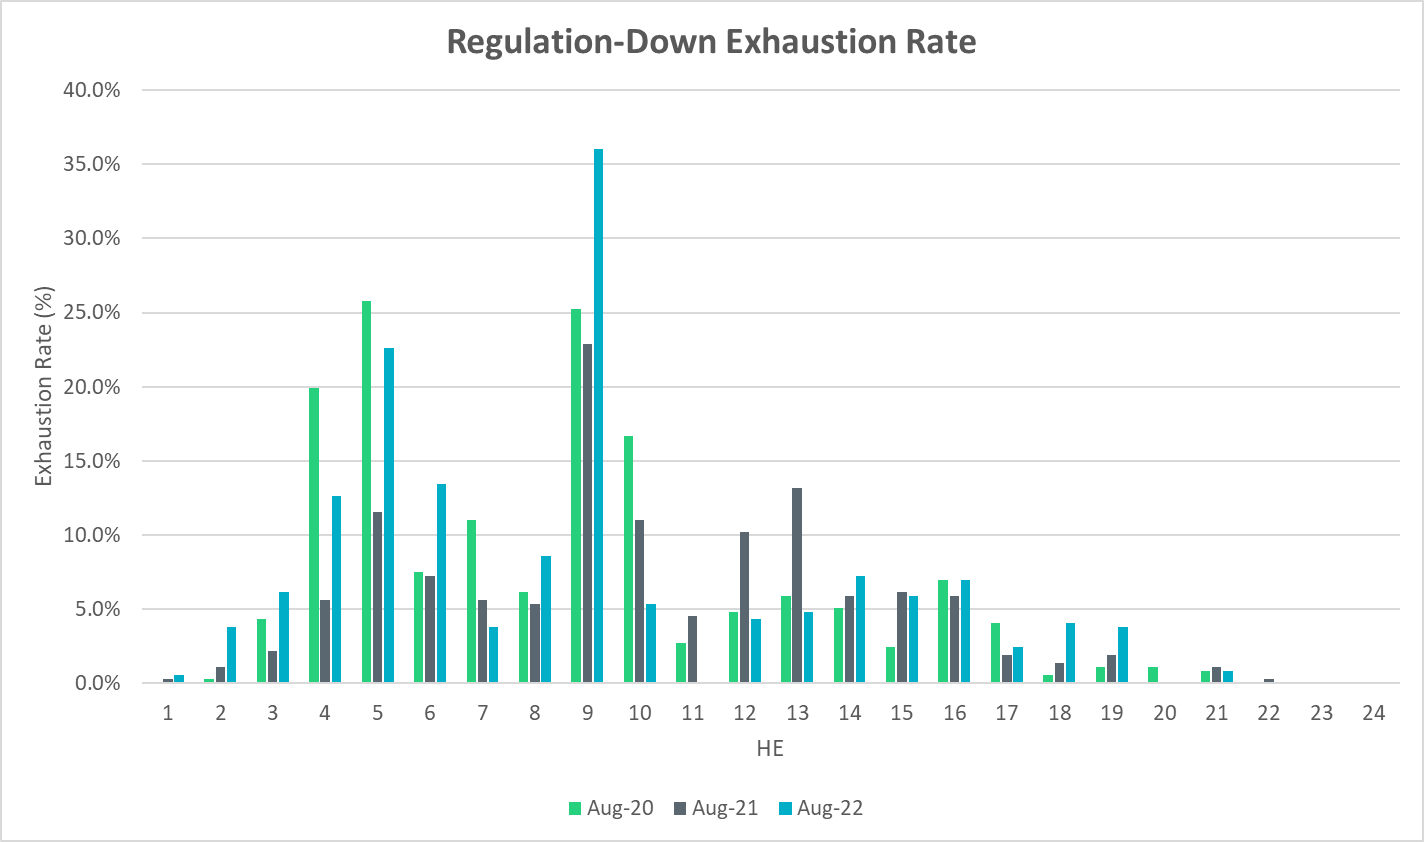 Regulation-Down Exhaustion Rate
40.0%
35.0%
30.0%
25.0%
20.0%
15.0%
10.0%
5.0%
0.0%
Exhaustion Rate (%)
1 2 3 4 5 6 7 8 9 10 11 12 13 14 15 16 17 18 19 20 21 22 23 24
HE
Aug-20 Aug-21 Aug-22